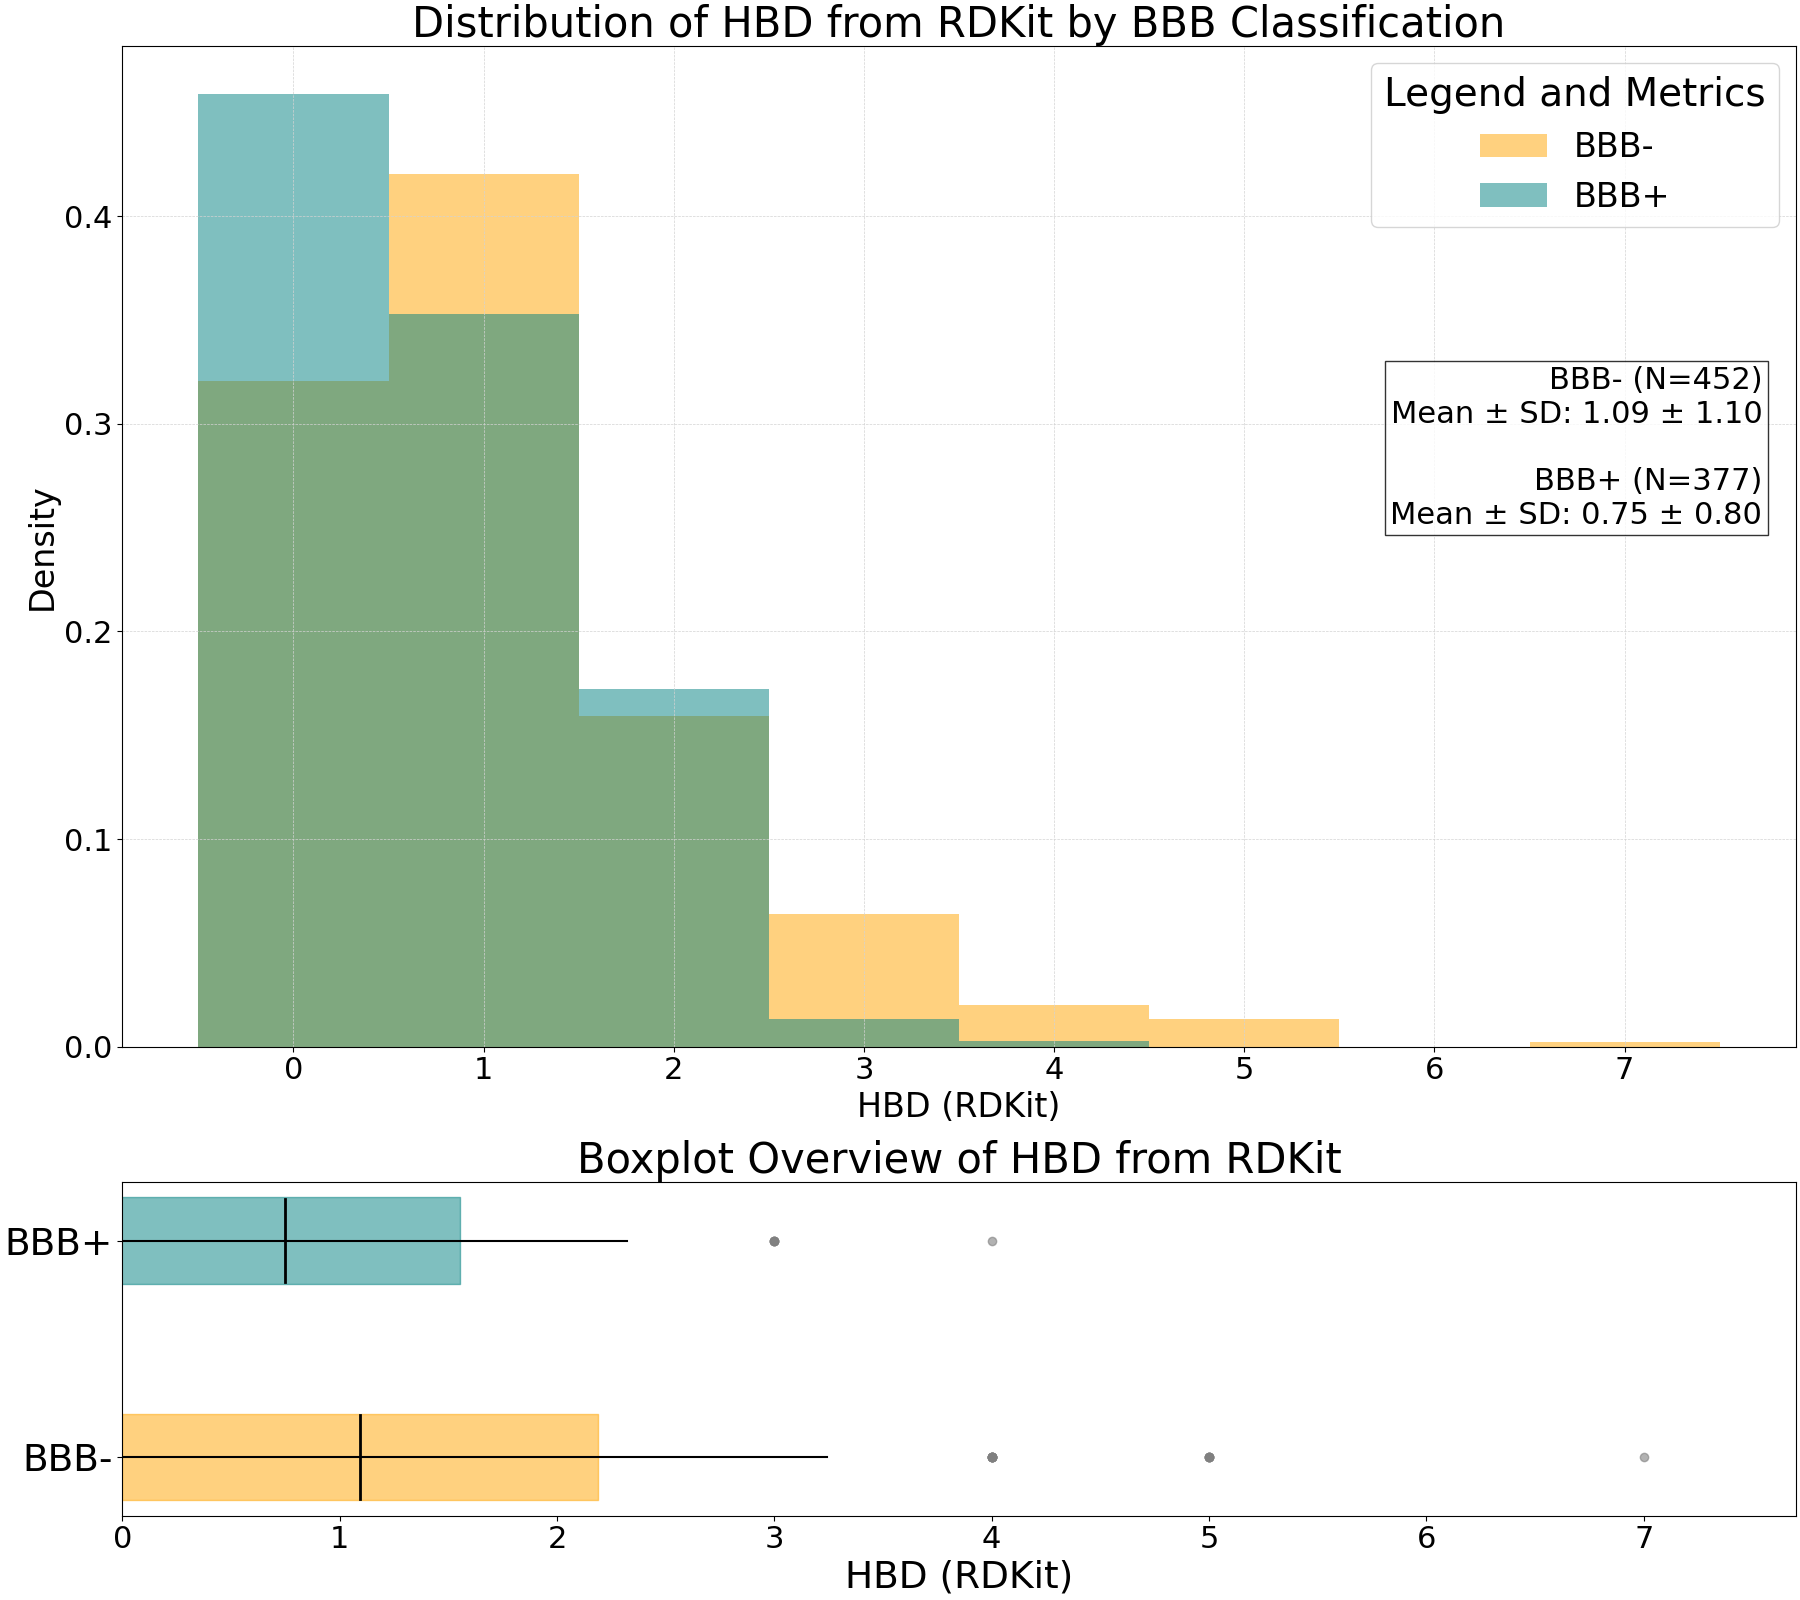 Distribution of HBD from RDKit by BBB Classification
Legend and Metrics
BBB-
BBB+
BBB- (N=452)
Mean ± SD: 1.09 ± 1.10
BBB+ (N=377)
Mean ± SD: 0.75 ± 0.80
Density
0.4
0.3
0.2
0.1
0.0
0 1 2 3 4 5 6 7
HBD (RDKit)
Boxplot Overview of HBD from RDKit
BBB+
BBB-
0 1 2 3 4 5 6 7
HBD (RDKit)